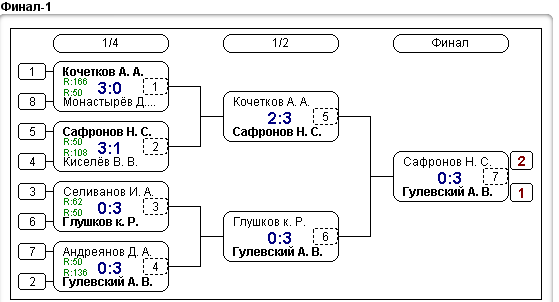 Финал-1
1/4
1/2
Финал
1
Кочетков А. А.
R:166
3:0
1
R:50
8
Монастырёв Д....
5
Сафронов Н. С.
R:50
3:1
2
R:108
4
Киселёв В. В.
3
Селиванов И. А.
R:62
0:3
3
R:50
6
Глушков к. Р.
7
Андреянов Д. А.
R:50
0:3
4
R:136
2
Гулевский А. В.
Кочетков А. А.
2:3
5
Сафронов Н. С.
Глушков к. Р.
0:3
6
Гулевский А. В.
Сафронов Н. С.
0:3
7
Гулевский А. В.
2
1